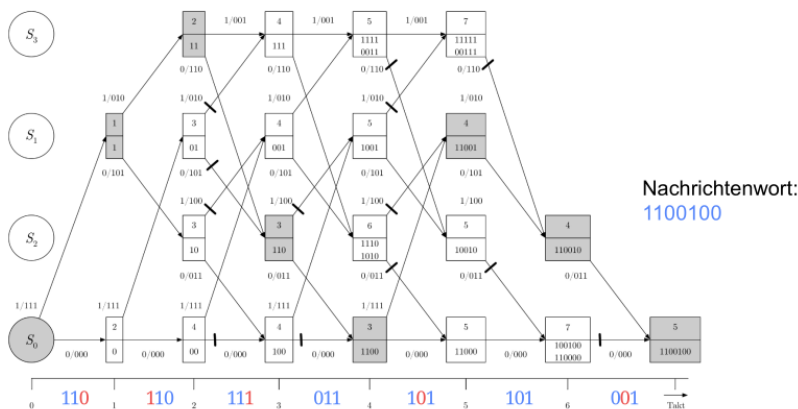 2 4 5 7
1/001 1/001 1/001
S₃
11 111 1111 11111
0011 00111
0/110 0/110 0/110 0/110
1/010 1/010 1/010 1/010
1 3 4 5 4
S₁
1 01 001 1001 11001
0/101 0/101 0/101 0/101 0/101
Nachrichtenwort:
1100100
1/100 1/100 1/100 1/100
3 3 6 5 4
S₂
10 110 1110 10010 110010
1010
0/011 0/011 0/011 0/011 0/011
1/111 1/111 1/111 1/111 1/111
2 4 4 3 5 7 5
S₀
0 00 100 1100 11000 100100 1100100
110000
0/000 0/000 0/000 0/000 0/000 0/000 0/000
110 110 111 011 101 101 001
0 1 2 3 4 5 6 Takt